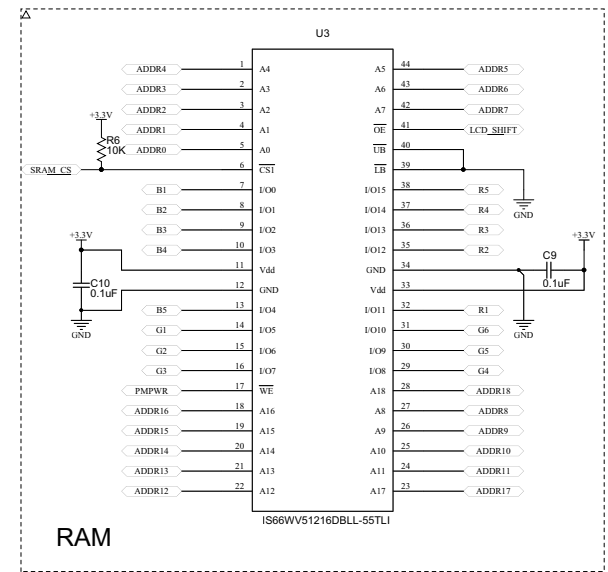 U3
ADDR4 1 A4 A5 44 ADDR5
ADDR3 2 A3 A6 43 ADDR6
ADDR2 3 A2 A7 42 ADDR7
+3.3V
ADDR1 4 A1 OE 41 LCD_SHIFT
R6
10K
ADDR0 5 A0 UB 40
SRAM_CS 6 CS1 LB 39
B1 7 I/O0 I/O15 38 R5
B2 8 I/O1 I/O14 37 R4
GND
B3 9 I/O2 I/O13 36 R3
+3.3V
B4 10 I/O3 I/O12 35 R2
+3.3V
11 Vdd GND 34
C9
0.1uF
C10
0.1uF
12 GND Vdd 33
B5 13 I/O4 I/O11 32 R1
G1 14 I/O5 I/O10 31 G6
GND
GND
G2 15 I/O6 I/O9 30 G5
G3 16 I/O7 I/O8 29 G4
PMPWR 17 WE A18 28 ADDR18
ADDR16 18 A16 A8 27 ADDR8
ADDR15 19 A15 A9 26 ADDR9
ADDR14 20 A14 A10 25 ADDR10
ADDR13 21 A13 A11 24 ADDR11
ADDR12 22 A12 A17 23 ADDR17
IS66WV51216DBLL-55TLI
RAM